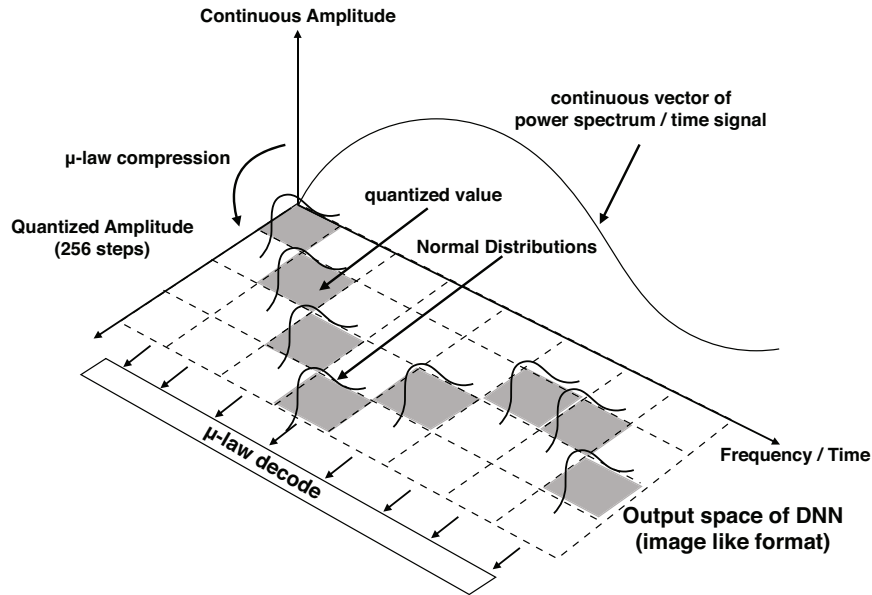 Continuous Amplitude
continuous vector of
power spectrum / time signal
µ-law compression
quantized value
Quantized Amplitude
(256 steps)
Normal Distributions
µ-law decode
Frequency / Time
Output space of DNN
(image like format)